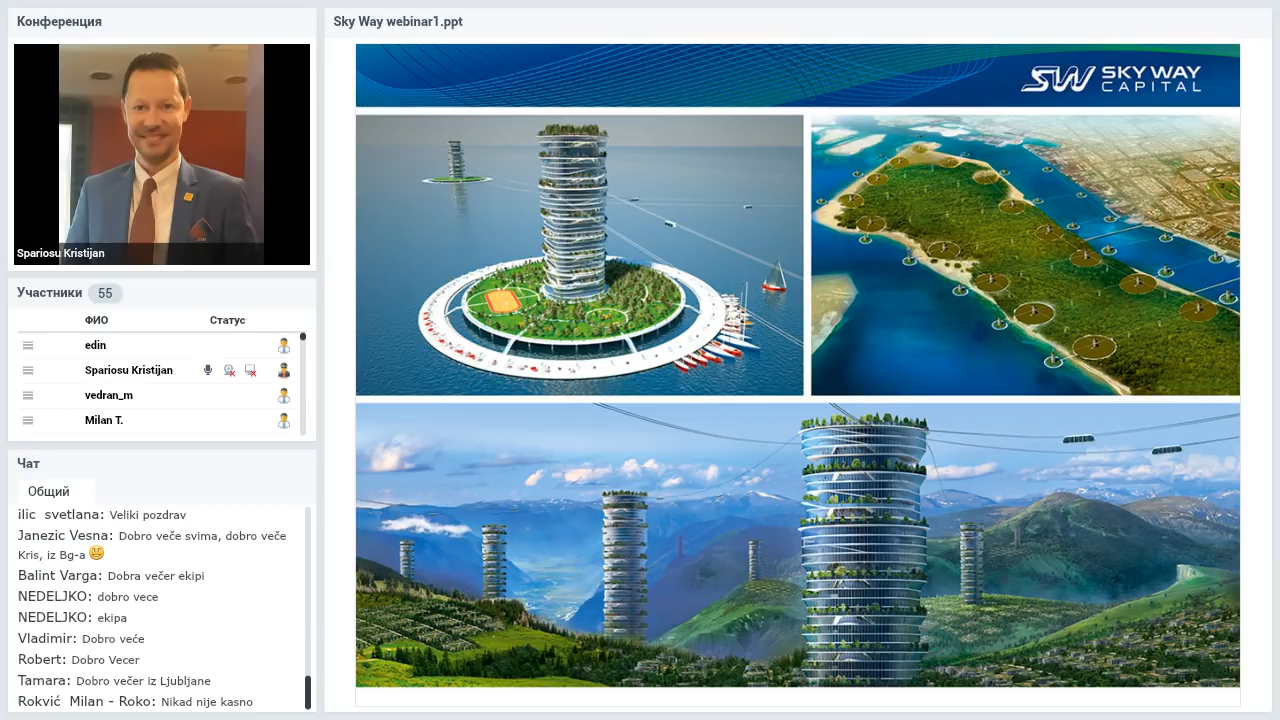 Конференция
Spariosu Kristijan
Участники 55
ФИО Статус
edin
Spariosu Kristijan
vedran_m
Milan T.
Чат
Общий
ilic svetlana: Veliki pozdrav
Janezic Vesna: Dobro veče svima, dobro veče
Kris, iz Bg-a
Balint Varga: Dobra večer ekipi
NEDELJKO: dobro vece
NEDELJKO: ekipa
Vladimir: Dobro veče
Robert: Dobro Veče
Tamara: Dobro večer iz Ljubljane
Rokvić Milan - Roko: Nikad nije kasno
Sky Way webinar1.ppt
SW SKY WAY
CAPITAL